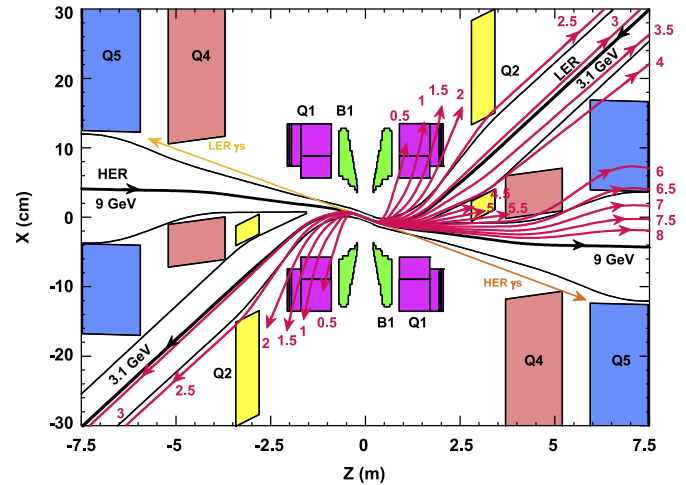 30
20
10
0
-10
-20
-30
X (cm)
-7.5
-5
-2.5
0
2.5
5
7.5
Z (m)
Q5
Q4
Q1
B1
Q2
2.5
3
3.5
4
LER
3.1 GeV
0.5
1
1.5
2
LER γs
HER
9 GeV
4.5
5
5.5
6
6.5
7
7.5
8
9 GeV
HER γs
B1
Q1
0.5
1
1.5
2
2.5
3
3.1 GeV
Q2
Q4
Q5